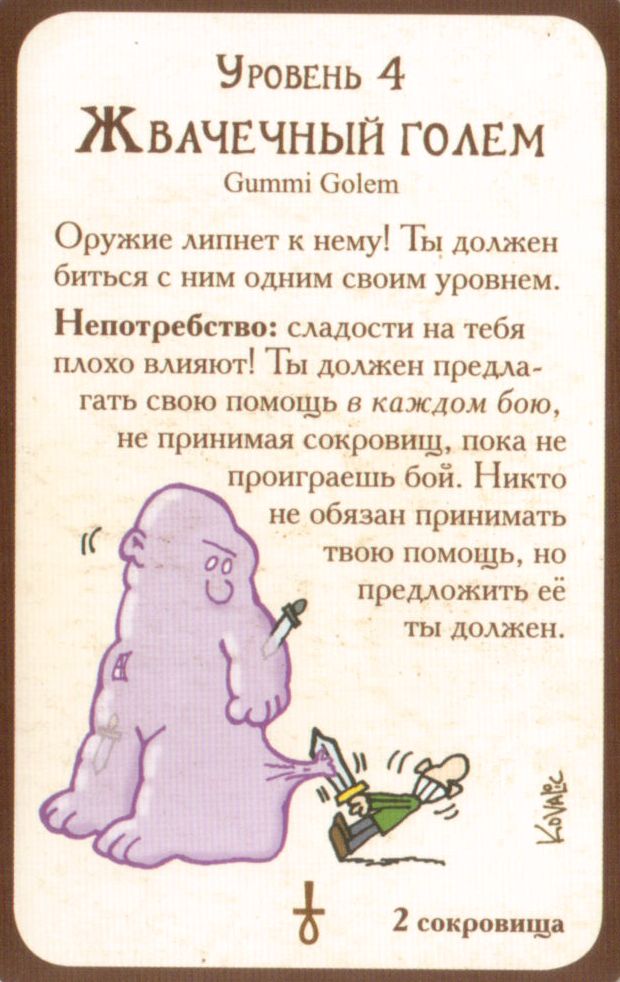 Уровень 4
Жвачечный голем
Gummi Golem
Оружие липнет к нему! Ты должен
биться с ним одним своим уровнем.
Непотребство: сладости на тебя
плохо влияют! Ты должен предла-
гать свою помощь в каждом бою,
не принимая сокровищ, пока не
проиграешь бой. Никто
не обязан принимать
твою помощь, но
предложить её
ты должен.
KOVALIC
2 сокровища